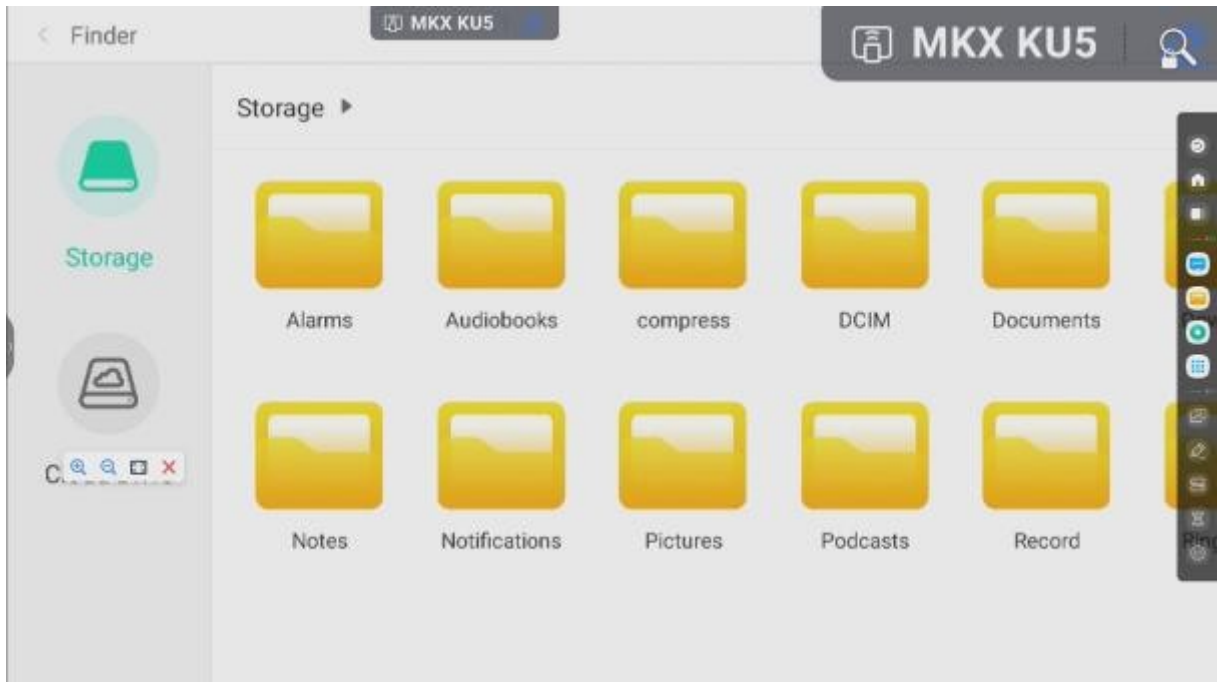 Finder
MKX KU5
MKX KU5
Storage
Storage
Alarms
Audiobooks
compress
DCIM
Documents
Notes
Notifications
Pictures
Podcasts
Record